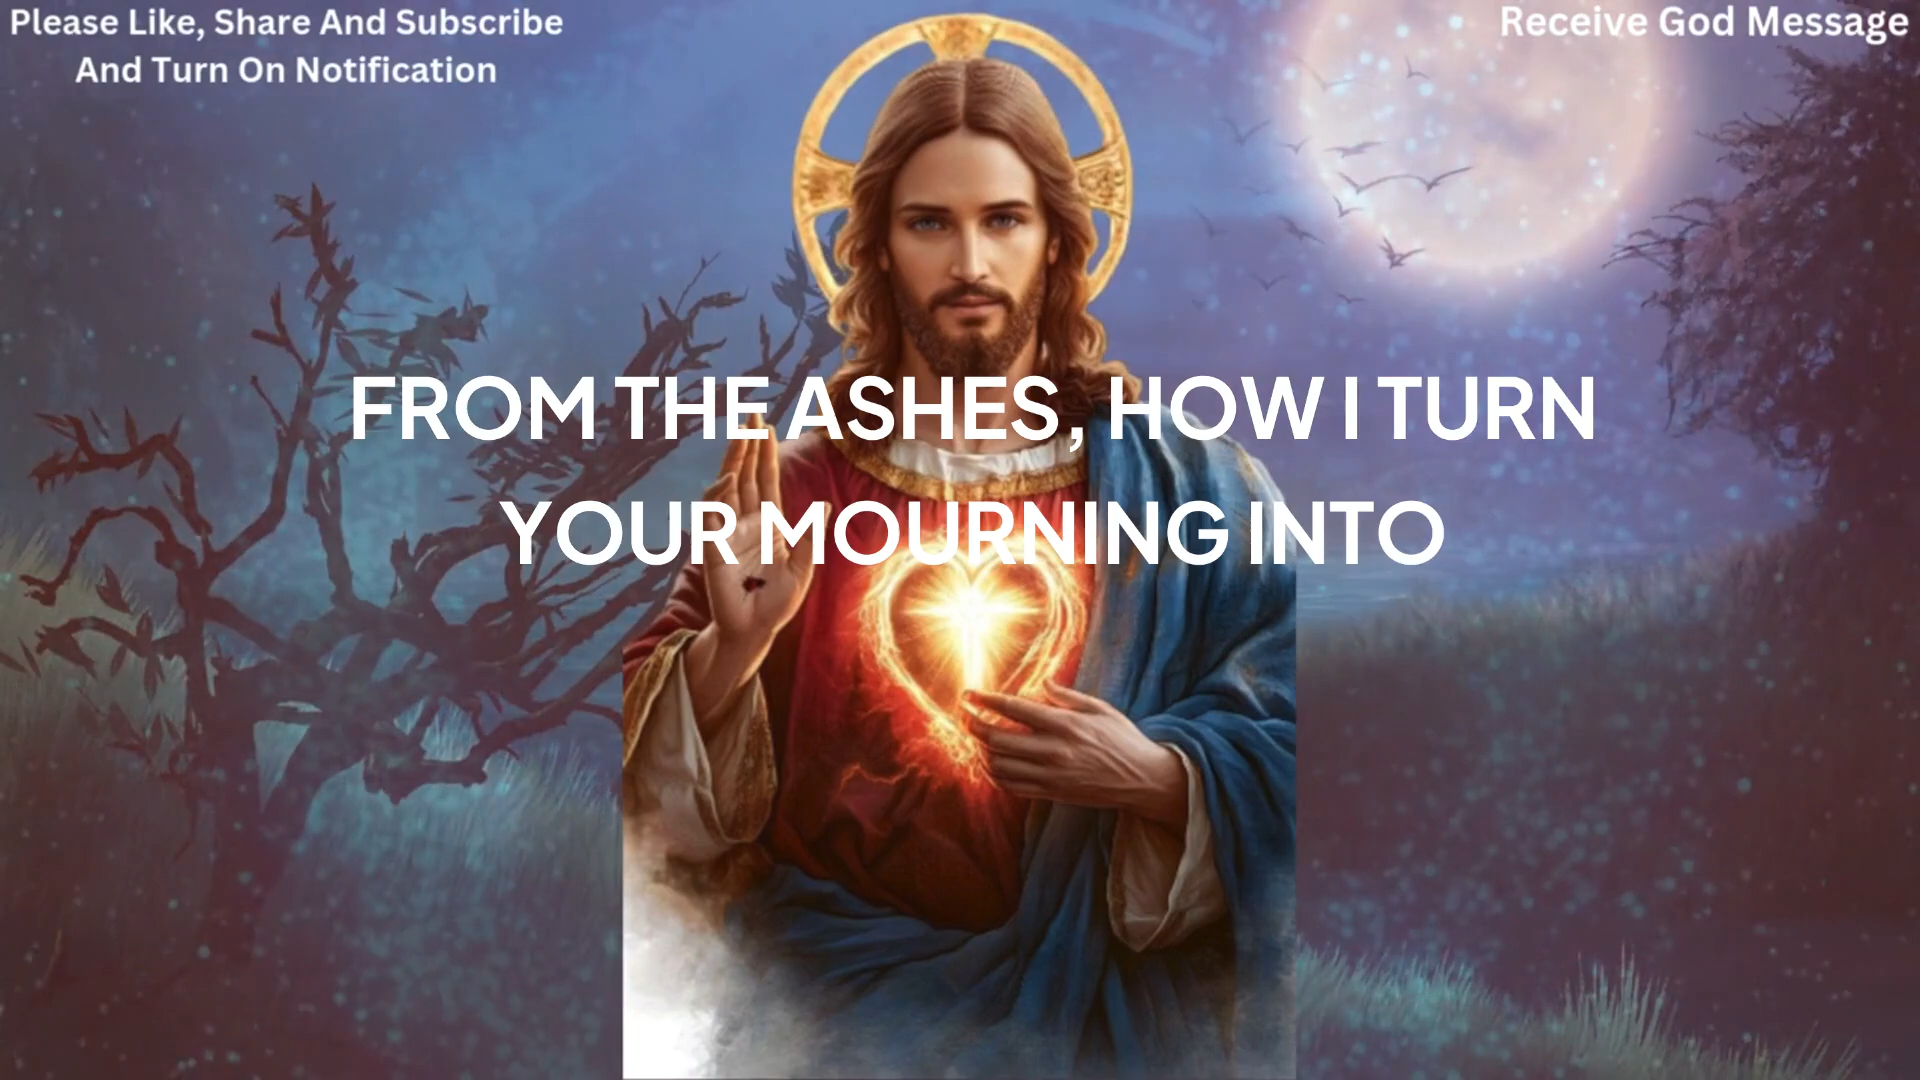 Please Like, Share And Subscribe
And Turn On Notification
Receive God Message
FROM THE ASHES, HOW I TURN
YOUR MOURNING INTO